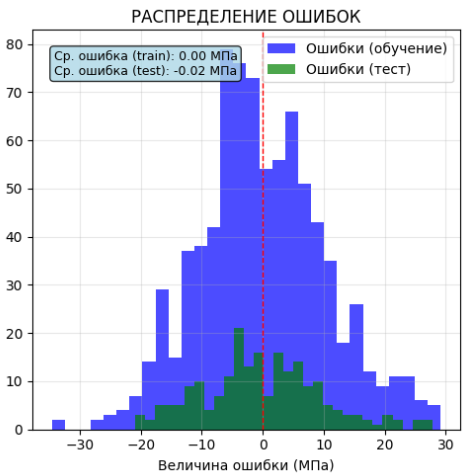 РАСПРЕДЕЛЕНИЕ ОШИБОК
Ср. ошибка (train): 0.00 МПа
Ср. ошибка (test): -0.02 МПа
Ошибки (обучение)
Ошибки (тест)
80
70
60
50
40
30
20
10
0
−30 −20 −10 0 10 20 30
Величина ошибки (МПа)